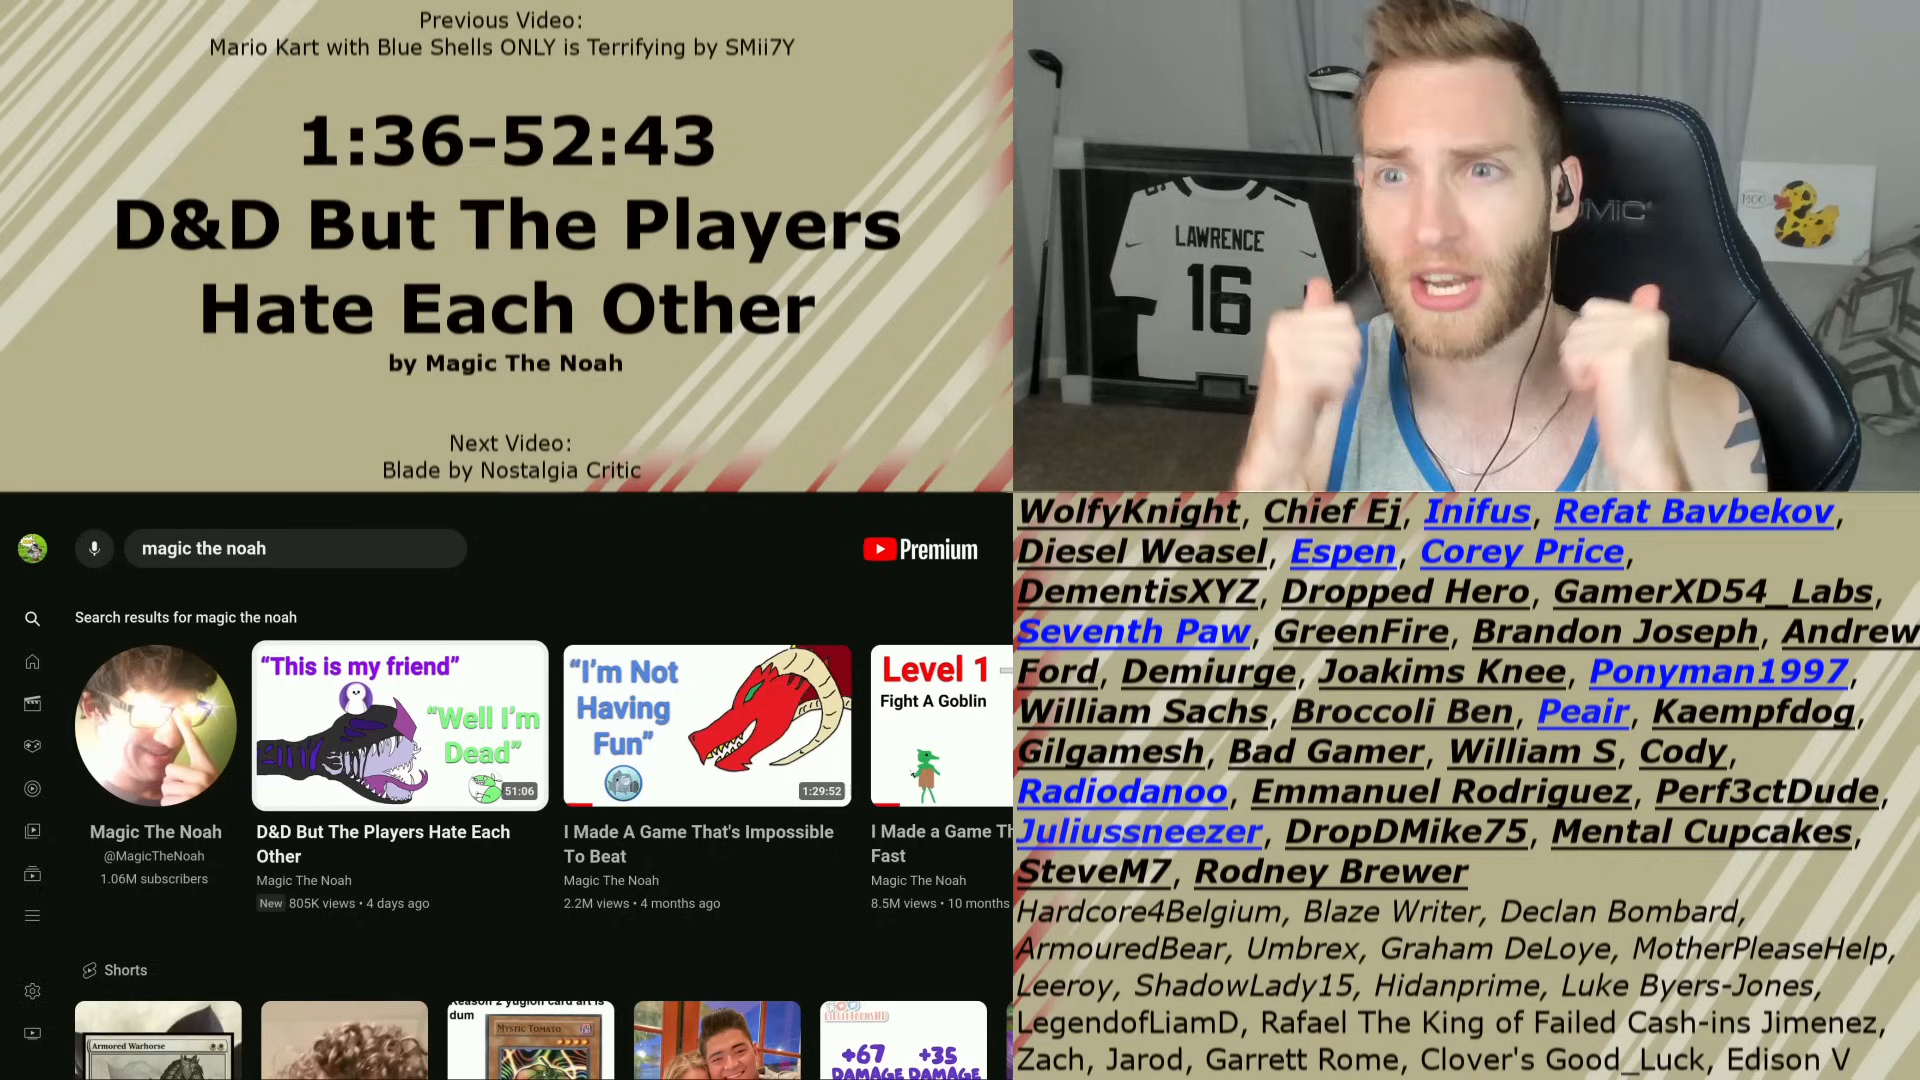 Previous Video:
Mario Kart with Blue Shells ONLY is Terrifying by SMii7Y
1:36-52:43
D&D But The Players
Hate Each Other
by Magic The Noah
Next Video:
Blade by Nostalgia Critic
LAWRENCE
16
MOO
magic the noah
Premium
Search results for magic the noah
"This is my friend"
"Well I'm
Dead"
51:06
"I'm Not
Having
Fun"
1:29:52
Level 1
Fight A Goblin
Magic The Noah
@MagicTheNoah
1.06M subscribers
D&D But The Players Hate Each
Other
Magic The Noah
New 805K views • 4 days ago
I Made A Game That's Impossible
To Beat
Magic The Noah
2.2M views • 4 months ago
I Made a Game
Fast
Magic The Noah
8.5M views • 10 months
Shorts
Armored Warhorse
dum
MYSTIC TOMATO
+67
DAMAGE
+35
DAMAGE
WolfyKnight, Chief Ej, Inifus, Refat Bavbekov,
Diesel Weasel, Espen, Corey Price,
DementisXYZ, Dropped Hero, GamerXD54_Labs,
Seventh Paw, GreenFire, Brandon Joseph, Andrew
Ford, Demiurge, Joakims Knee, Ponyman1997,
William Sachs, Broccoli Ben, Peair, Kaempfdog,
Gilgamesh, Bad Gamer, William S, Cody,
Radiodanoo, Emmanuel Rodriguez, Perf3ctDude,
Juliussneezer, DropDMike75, Mental Cupcakes,
SteveM7, Rodney Brewer
Hardcore4Belgium, Blaze Writer, Declan Bombard,
ArmouredBear, Umbrex, Graham DeLoye, MotherPleaseHelp,
Leeroy, ShadowLady15, Hidanprime, Luke Byers-Jones,
LegendofLiamD, Rafael The King of Failed Cash-ins Jimenez,
Zach, Jarod, Garrett Rome, Clover's Good_Luck, Edison V